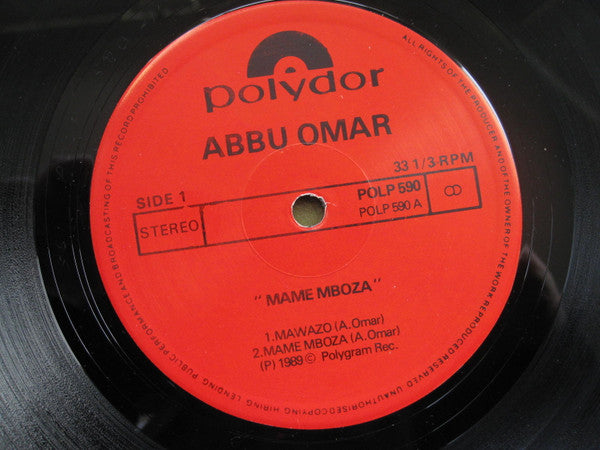 polydor
ABBU OMAR
33 1/3-RPM
SIDE 1
POLP 590
STEREO
POLP 590 A
"MAME MBOZA"
1.MAWAZO (A.Omar)
2.MAME MBOZA (A.Omar)
(P) 1989 © Polygram Rec.
ALL RIGHTS OF THE PRODUCER AND OF THE OWNER OF THE WORK REPRODUCED RESERVED UNAUTHORISED COPYING HIRING LENDING PUBLIC PERFORMANCE AND BROADCASTING OF THIS RECORD PROHIBITED